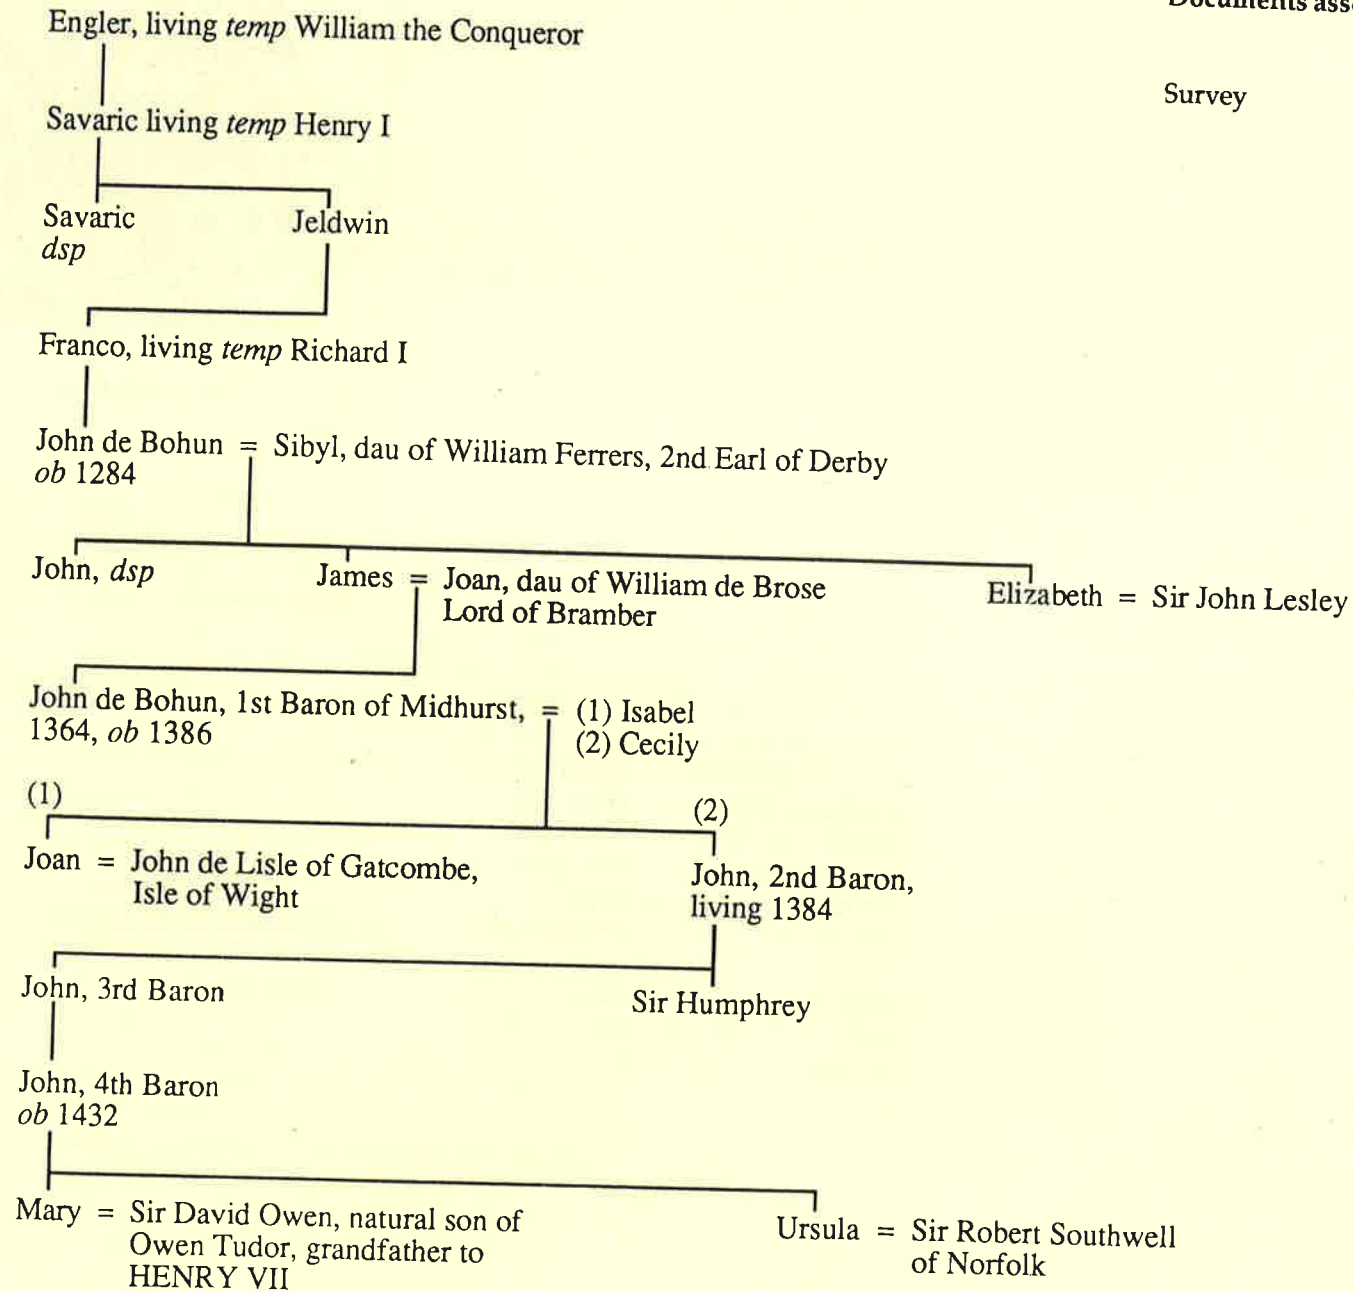 Documents
Engler, living temp William the Conqueror
Survey
Savaric living temp Henry I
Savaric
dsp
Jeldwin
Franco, living temp Richard I
John de Bohun = Sibyl, dau of William Ferrers, 2nd Earl of Derby
ob 1284
John, dsp
James = Joan, dau of William de Brose
Lord of Bramber
Elizabeth = Sir John Lesley
John de Bohun, 1st Baron of Midhurst, = (1) Isabel
1364, ob 1386
(2) Cecily
(1)
(2)
Joan = John de Lisle of Gatcombe,
Isle of Wight
John, 2nd Baron,
living 1384
John, 3rd Baron
Sir Humphrey
John, 4th Baron
ob 1432
Mary = Sir David Owen, natural son of
Owen Tudor, grandfather to
HENRY VII
Ursula = Sir Robert Southwell
of Norfolk